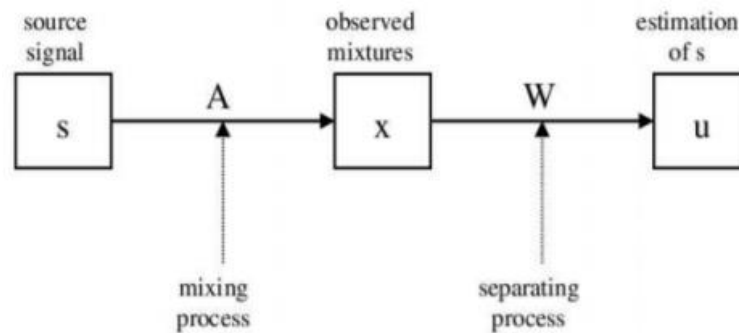 source
signal
observed
mixtures
estimation
of s
A
W
s
x
u
mixing
process
separating
process